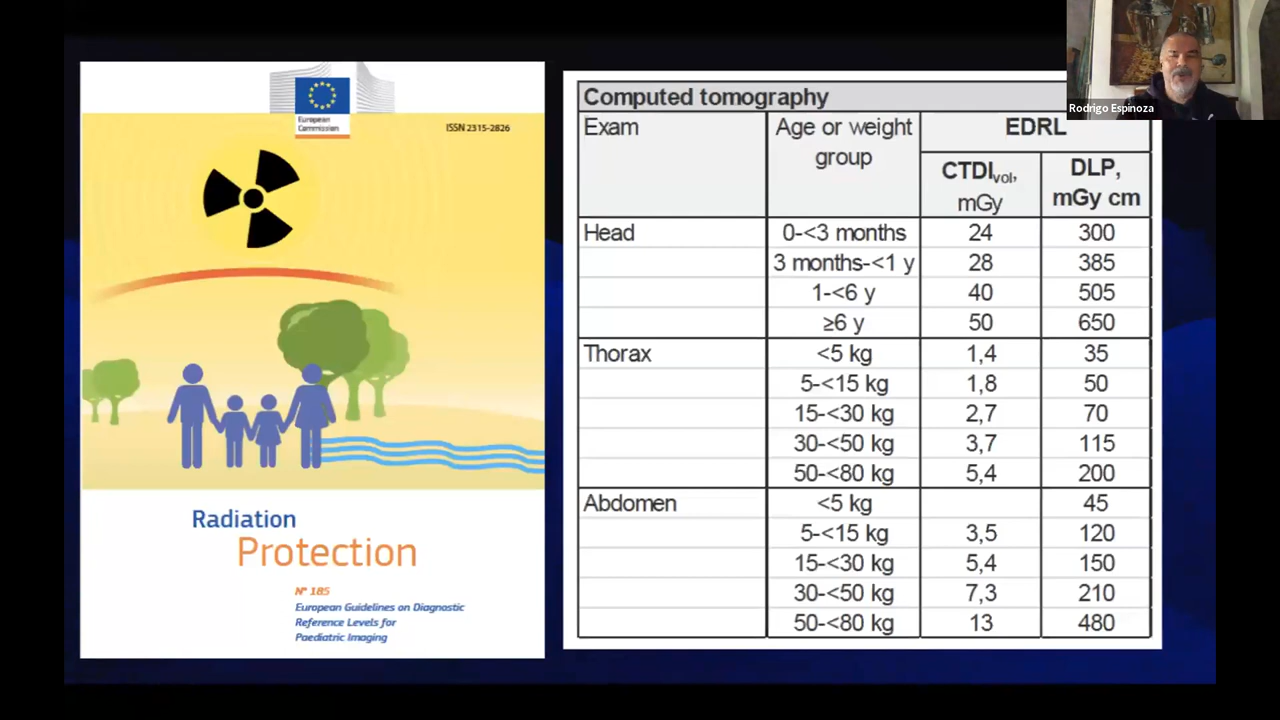 European
Commission
ISSN 2315-2826
Radiation
Protection
N° 185
European Guidelines on Diagnostic
Reference Levels for
Paediatric Imaging
Computed tomography
Exam Age or weight group EDRL
CTDIvol, mGy DLP, mGy cm
Head 0-<3 months 24 300
3 months-<1 y 28 385
1-<6 y 40 505
≥6 y 50 650
Thorax <5 kg 1,4 35
5-<15 kg 1,8 50
15-<30 kg 2,7 70
30-<50 kg 3,7 115
50-<80 kg 5,4 200
Abdomen <5 kg 45
5-<15 kg 3,5 120
15-<30 kg 5,4 150
30-<50 kg 7,3 210
50-<80 kg 13 480
Rodrigo Espinoza